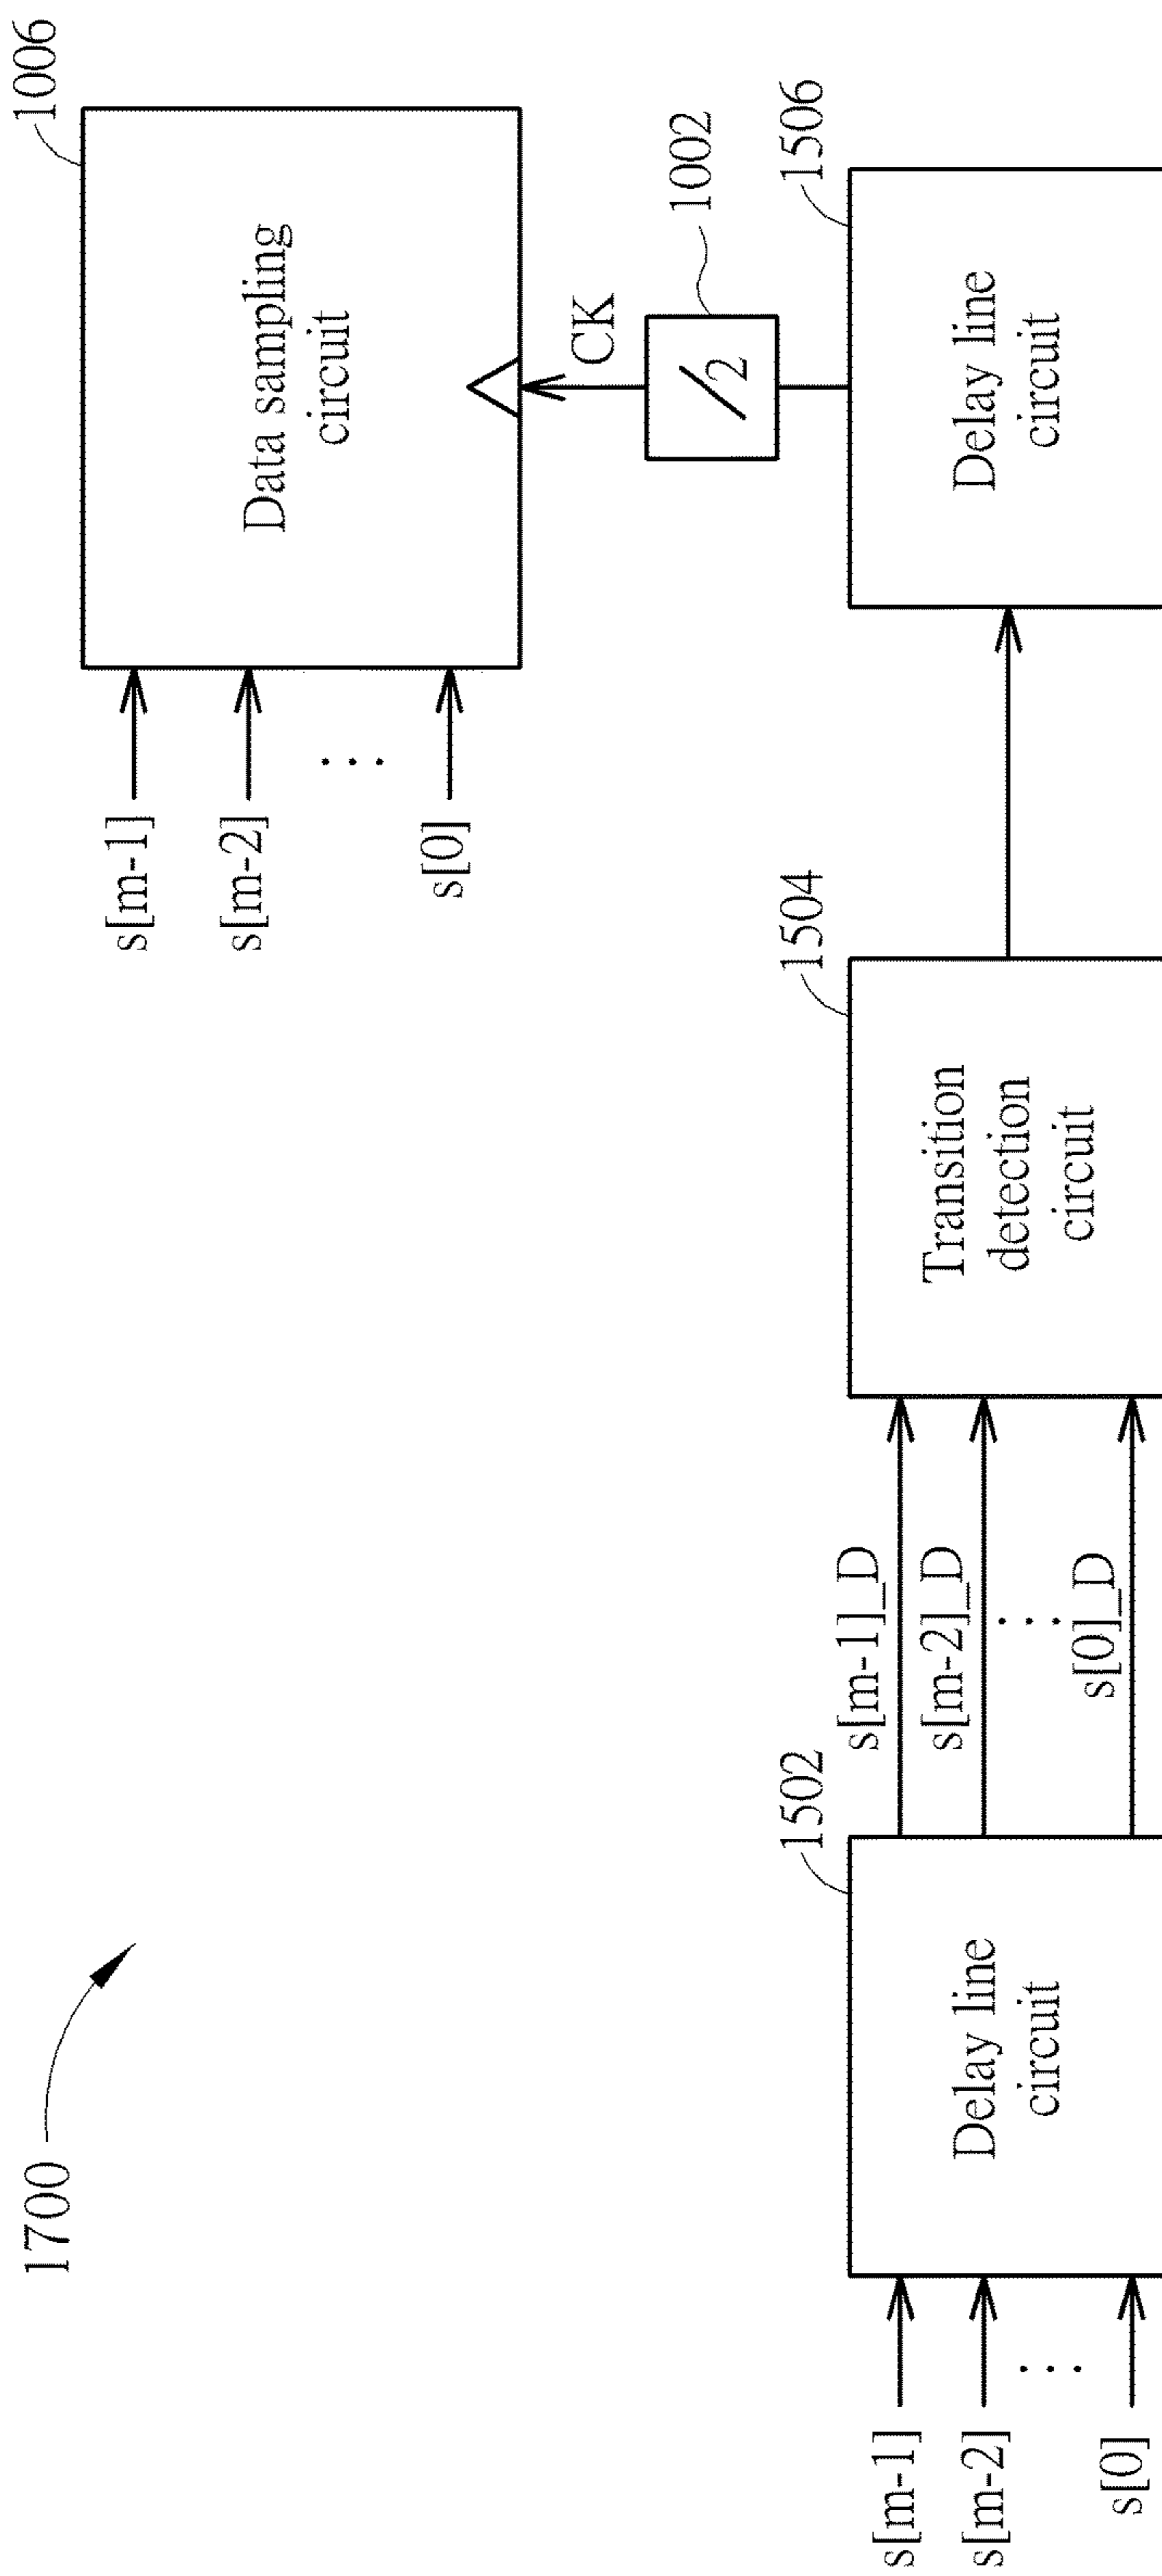 1700
s[m-1]
s[m-2]
...
s[0]
Data sampling
circuit
1006
CK
/2
1002
s[m-1]
s[m-2]
...
s[0]
Delay line
circuit
1502
s[m-1]_D
s[m-2]_D
...
s[0]_D
Transition
detection
circuit
1504
Delay line
circuit
1506